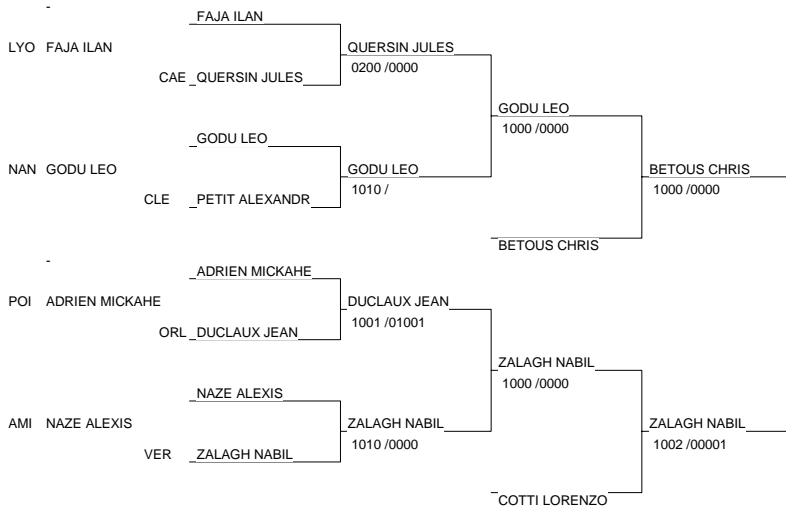 -
FAJA ILAN
LYO FAJA ILAN QUERSIN JULES
0200 /0000
CAE QUERSIN JULES
GODU LEO
1000 /0000
GODU LEO
NAN GODU LEO GODU LEO BETOUS CHRIS
1010 / 1000 /0000
CLE PETIT ALEXANDR
BETOUS CHRIS
-
ADRIEN MICKAHE
POI ADRIEN MICKAHE DUCLAUX JEAN
1001 /01001
ORL DUCLAUX JEAN
ZALAGH NABIL
1000 /0000
NAZE ALEXIS
AMI NAZE ALEXIS ZALAGH NABIL ZALAGH NABIL
1010 /0000 1002 /00001
VER ZALAGH NABIL
COTTI LORENZO